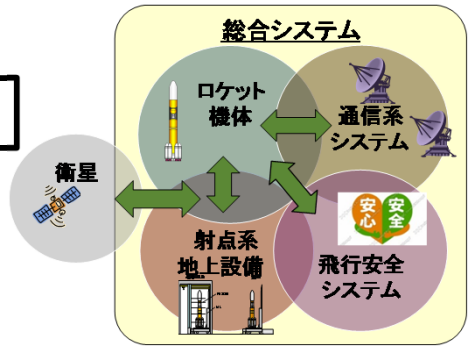 総合システム
ロケット
機体
通信系
システム
衛星
安心
安全
射点系
地上設備
飛行安全
システム